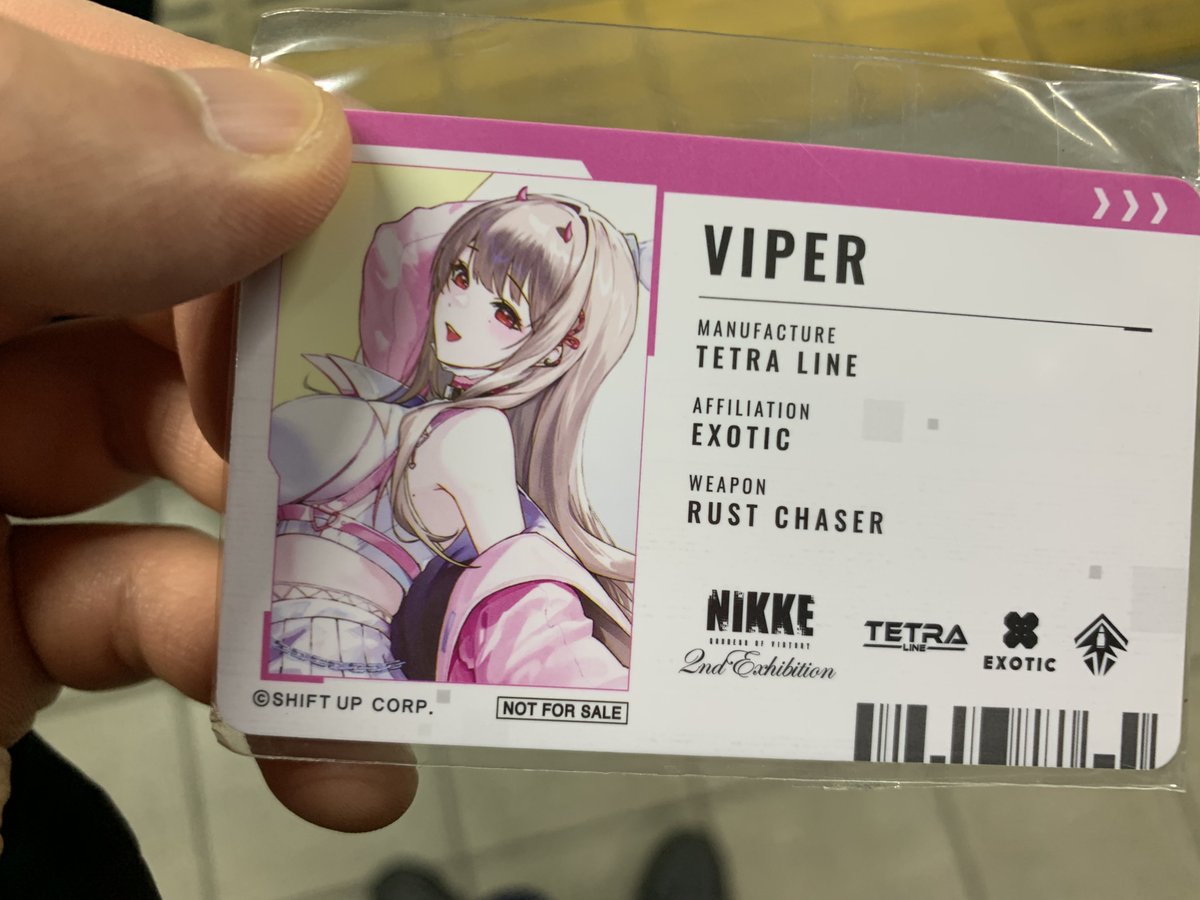 VIPER
MANUFACTURE
TETRA LINE
AFFILIATION
EXOTIC
WEAPON
RUST CHASER
NIKKE
GODDESS OF VICTORY
2nd Exhibition
TETRA
LINE
EXOTIC
©SHIFT UP CORP.
NOT FOR SALE